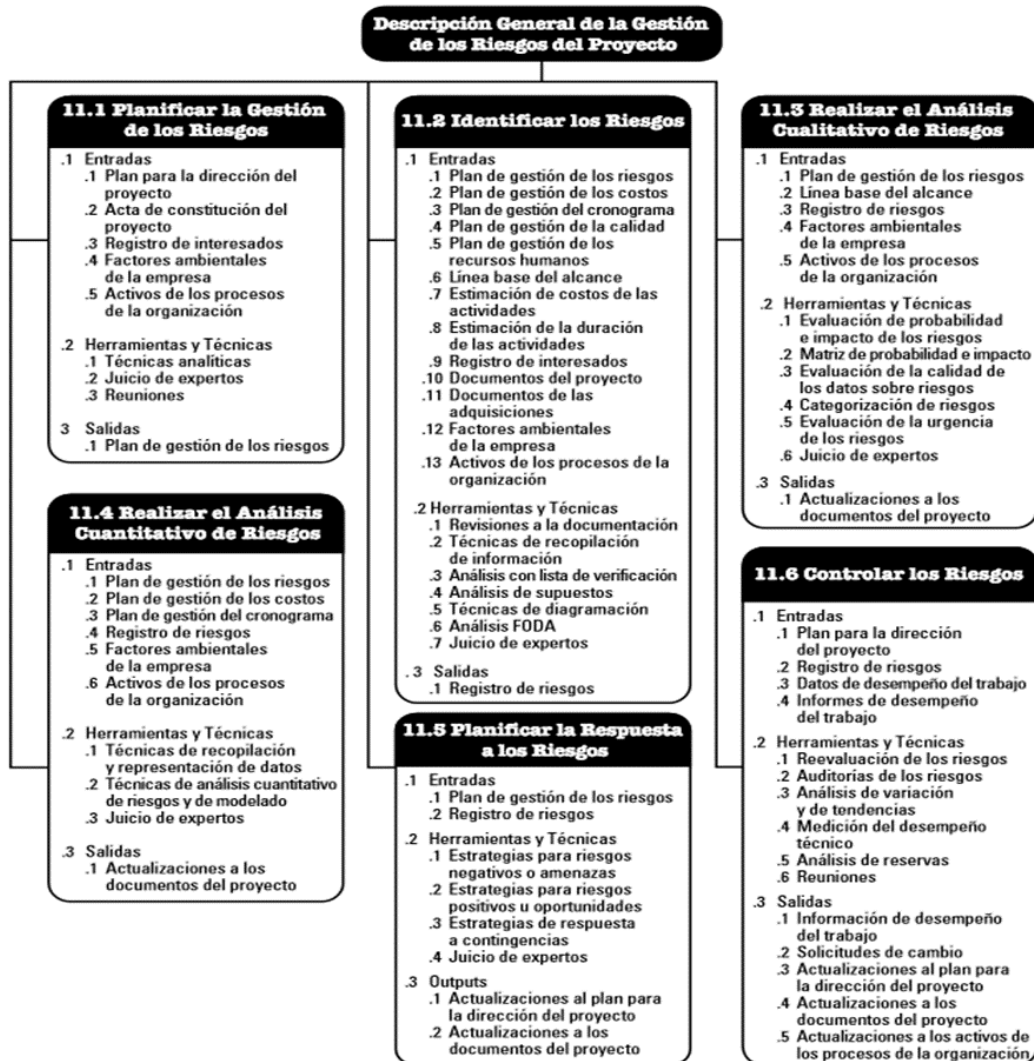 Descripción General de la Gestión
de los Riesgos del Proyecto
11.1 Planificar la Gestión
de los Riesgos
.1 Entradas
.1 Plan para la dirección del
proyecto
.2 Acta de constitución del
proyecto
.3 Registro de interesados
.4 Factores ambientales
de la empresa
.5 Activos de los procesos
de la organización
.2 Herramientas y Técnicas
.1 Técnicas analíticas
.2 Juicio de expertos
.3 Reuniones
3 Salidas
.1 Plan de gestión de los riesgos
11.2 Identificar los Riesgos
.1 Entradas
.1 Plan de gestión de los riesgos
.2 Plan de gestión de los costos
.3 Plan de gestión del cronograma
.4 Plan de gestión de la calidad
.5 Plan de gestión de los
recursos humanos
.6 Línea base del alcance
.7 Estimación de costos de las
actividades
.8 Estimación de la duración
de las actividades
.9 Registro de interesados
.10 Documentos del proyecto
.11 Documentos de las
adquisiciones
.12 Factores ambientales
de la empresa
.13 Activos de los procesos de la
organización
.2 Herramientas y Técnicas
.1 Revisiones a la documentación
.2 Técnicas de recopilación
de información
.3 Análisis con lista de verificación
.4 Análisis de supuestos
.5 Técnicas de diagramación
.6 Análisis FODA
.7 Juicio de expertos
.3 Salidas
.1 Registro de riesgos
11.3 Realizar el Análisis
Cualitativo de Riesgos
.1 Entradas
.1 Plan de gestión de los riesgos
.2 Línea base del alcance
.3 Registro de riesgos
.4 Factores ambientales
de la empresa
.5 Activos de los procesos
de la organización
.2 Herramientas y Técnicas
.1 Evaluación de probabilidad
e impacto de los riesgos
.2 Matriz de probabilidad e impacto
.3 Evaluación de la calidad de
los datos sobre riesgos
.4 Categorización de riesgos
.5 Evaluación de la urgencia
de los riesgos
.6 Juicio de expertos
.3 Salidas
.1 Actualizaciones a los
documentos del proyecto
11.4 Realizar el Análisis
Cuantitativo de Riesgos
.1 Entradas
.1 Plan de gestión de los riesgos
.2 Plan de gestión de los costos
.3 Plan de gestión del cronograma
.4 Registro de riesgos
.5 Factores ambientales
de la empresa
.6 Activos de los procesos
de la organización
.2 Herramientas y Técnicas
.1 Técnicas de recopilación
y representación de datos
.2 Técnicas de análisis cuantitativo
de riesgos y de modelado
.3 Juicio de expertos
.3 Salidas
.1 Actualizaciones a los
documentos del proyecto
11.5 Planificar la Respuesta
a los Riesgos
.1 Entradas
.1 Plan de gestión de los riesgos
.2 Registro de riesgos
.2 Herramientas y Técnicas
.1 Estrategias para riesgos
negativos o amenazas
.2 Estrategias para riesgos
positivos u oportunidades
.3 Estrategias de respuesta
a contingencias
.4 Juicio de expertos
.3 Outputs
.1 Actualizaciones al plan para
la dirección del proyecto
.2 Actualizaciones a los
documentos del proyecto
11.6 Controlar los Riesgos
.1 Entradas
.1 Plan para la dirección
del proyecto
.2 Registro de riesgos
.3 Datos de desempeño del trabajo
.4 Informes de desempeño
del trabajo
.2 Herramientas y Técnicas
.1 Reevaluación de los riesgos
.2 Auditorias de los riesgos
.3 Análisis de variación
y de tendencias
.4 Medición del desempeño
técnico
.5 Análisis de reservas
.6 Reuniones
.3 Salidas
.1 Información de desempeño
del trabajo
.2 Solicitudes de cambio
.3 Actualizaciones al plan para
la dirección del proyecto
.4 Actualizaciones a los
documentos del proyecto
.5 Actualizaciones a los activos de
los procesos de la organización